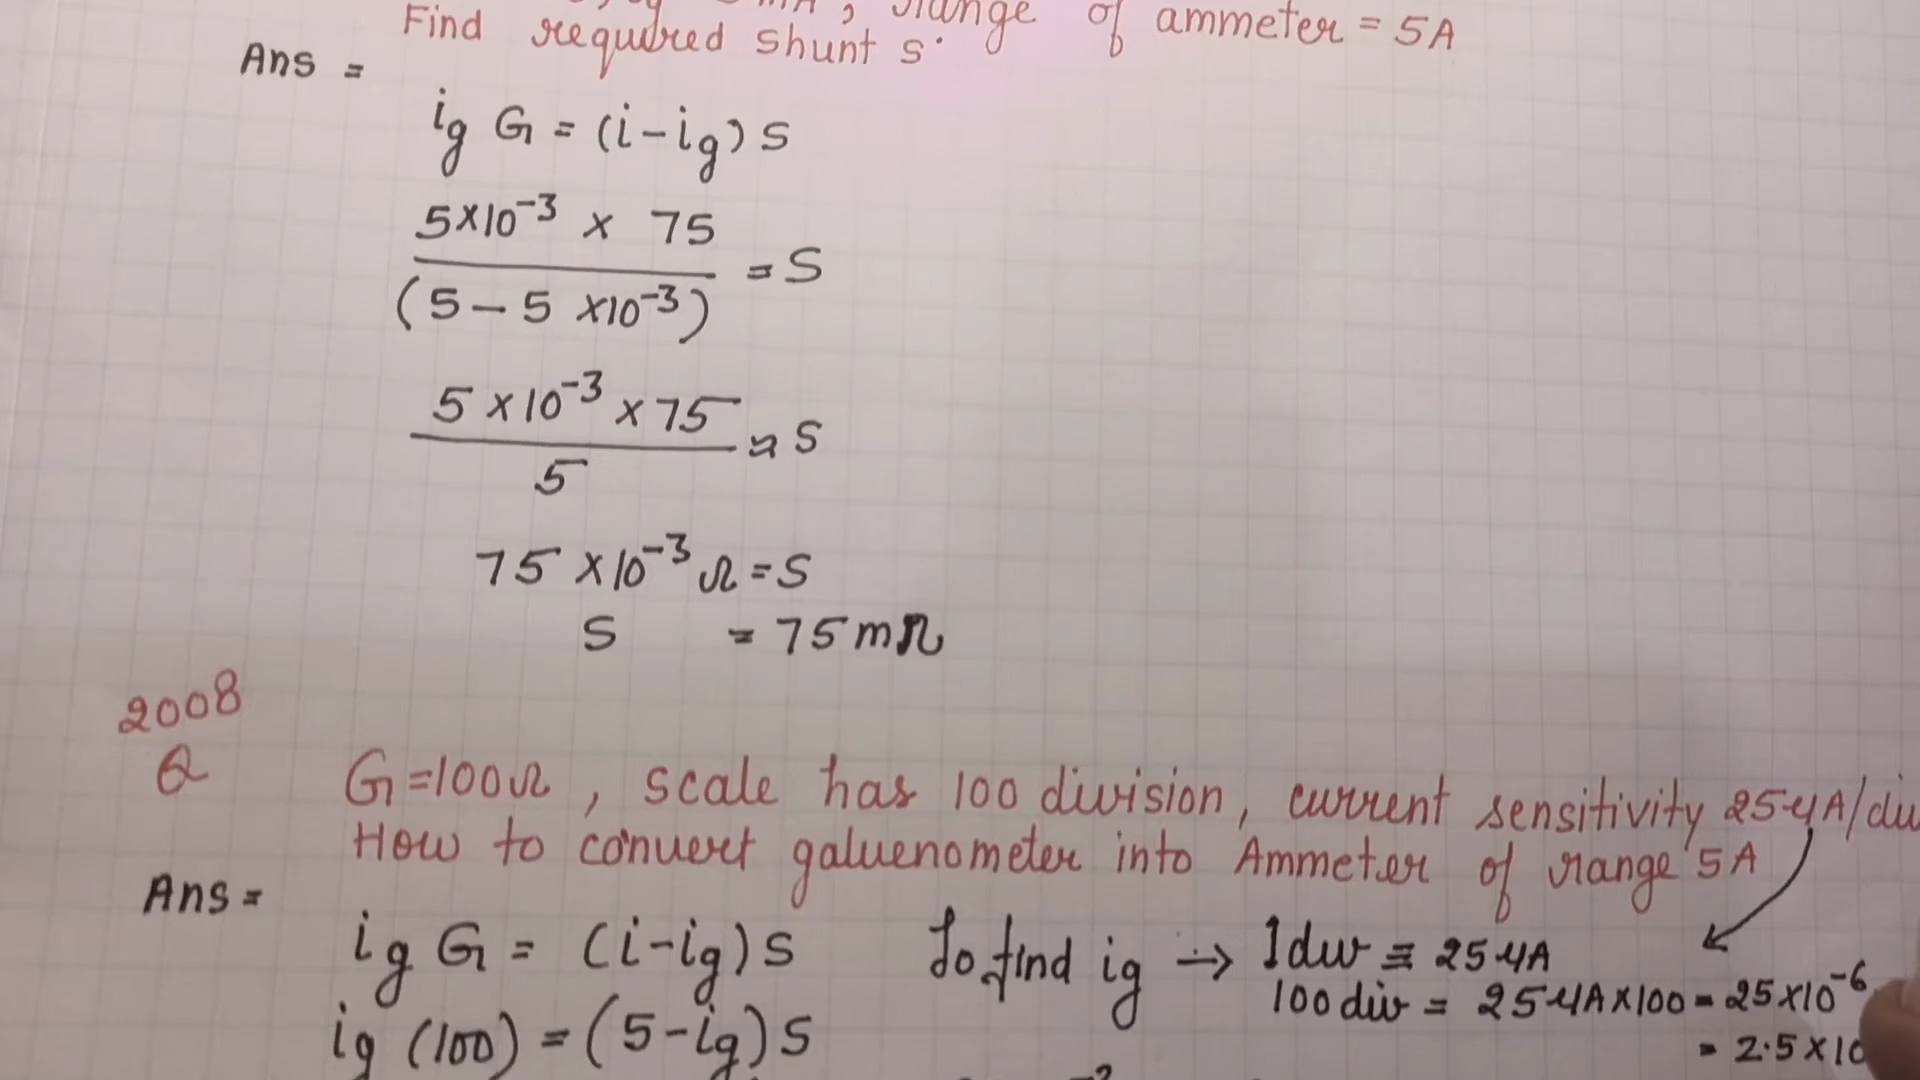 range of ammeter = 5A
Find required shunt s.
Ans =
ig G = (i-ig) S
5×10⁻³ × 75
(5 - 5 ×10⁻³) = S
5 ×10⁻³ × 75
5 ≈ S
75 ×10⁻³ Ω = S
S = 75 mΩ
2008
Q G=100Ω, scale has 100 division, current sensitivity 25μA/div
How to convert galvenometer into Ammeter of range 5A
Ans =
ig G = (i-ig) S To find ig → 1 div ≡ 25μA
100 div = 25μA×100 = 25×10⁻⁶
ig (100) = (5-ig) S = 2.5×10